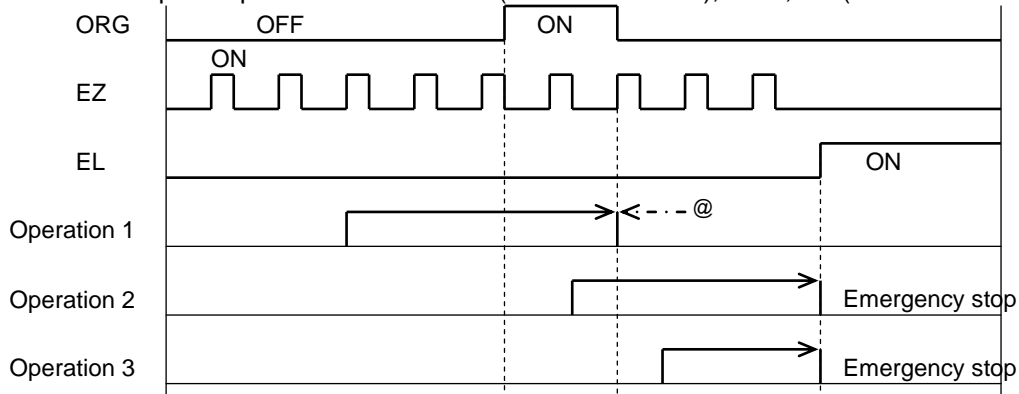 ORG OFF ON
ON
EZ
EL ON
Operation 1 @
Operation 2 Emergency stop
Operation 3 Emergency stop